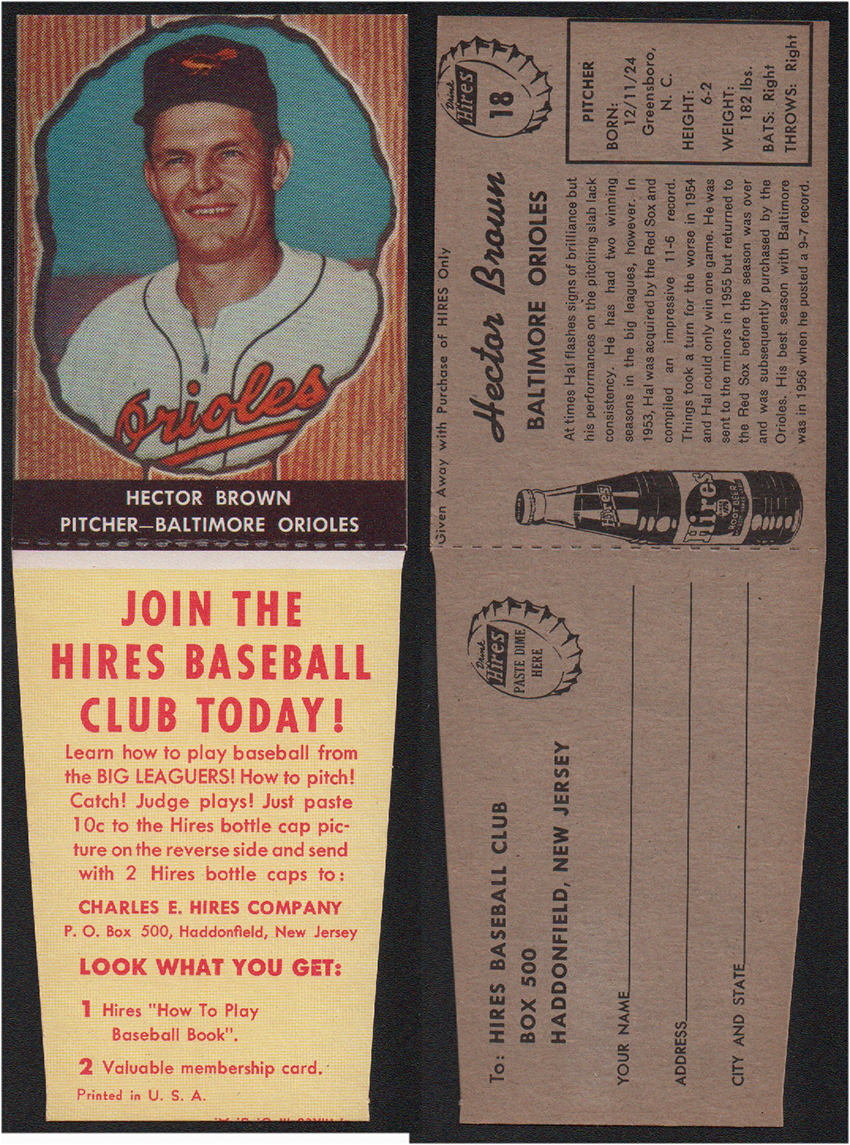 Orioles
HECTOR BROWN
PITCHER—BALTIMORE ORIOLES
JOIN THE
HIRES BASEBALL
CLUB TODAY!
Learn how to play baseball from
the BIG LEAGUERS! How to pitch!
Catch! Judge plays! Just paste
10c to the Hires bottle cap pic-
ture on the reverse side and send
with 2 Hires bottle caps to:
CHARLES E. HIRES COMPANY
P. O. Box 500, Haddonfield, New Jersey
LOOK WHAT YOU GET:
1 Hires "How To Play
Baseball Book".
2 Valuable membership card.
Printed in U. S. A.
Given Away with Purchase of HIRES Only
Drink
Hires
18
Hector Brown
BALTIMORE ORIOLES
PITCHER
BORN:
12/11/24
Greensboro,
N. C.
HEIGHT:
6-2
WEIGHT:
182 lbs.
BATS: Right
THROWS: Right
At times Hal flashes signs of brilliance but
his performances on the pitching slab lack
consistency. He has had two winning
seasons in the big leagues, however. In
1953, Hal was acquired by the Red Sox and
compiled an impressive 11-6 record.
Things took a turn for the worse in 1954
and Hal could only win one game. He was
sent to the minors in 1955 but returned to
the Red Sox before the season was over
and was subsequently purchased by the
Orioles. His best season with Baltimore
was in 1956 when he posted a 9-7 record.
Hires
Hires
ROOT BEER
Drink
Hires
PASTE DIME
HERE
To: HIRES BASEBALL CLUB
BOX 500
HADDONFIELD, NEW JERSEY
YOUR NAME
ADDRESS
CITY AND STATE